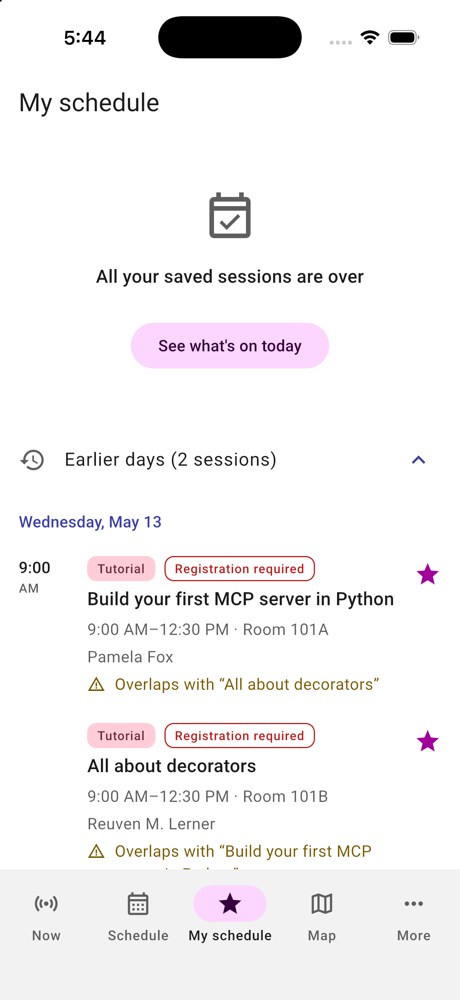 5:44
My schedule
All your saved sessions are over
See what's on today
Earlier days (2 sessions)
Wednesday, May 13
9:00
AM
Tutorial
Registration required
Build your first MCP server in Python
9:00 AM–12:30 PM · Room 101A
Pamela Fox
Overlaps with “All about decorators”
Tutorial
Registration required
All about decorators
9:00 AM–12:30 PM · Room 101B
Reuven M. Lerner
Overlaps with “Build your first MCP
Now
Schedule
My schedule
Map
More